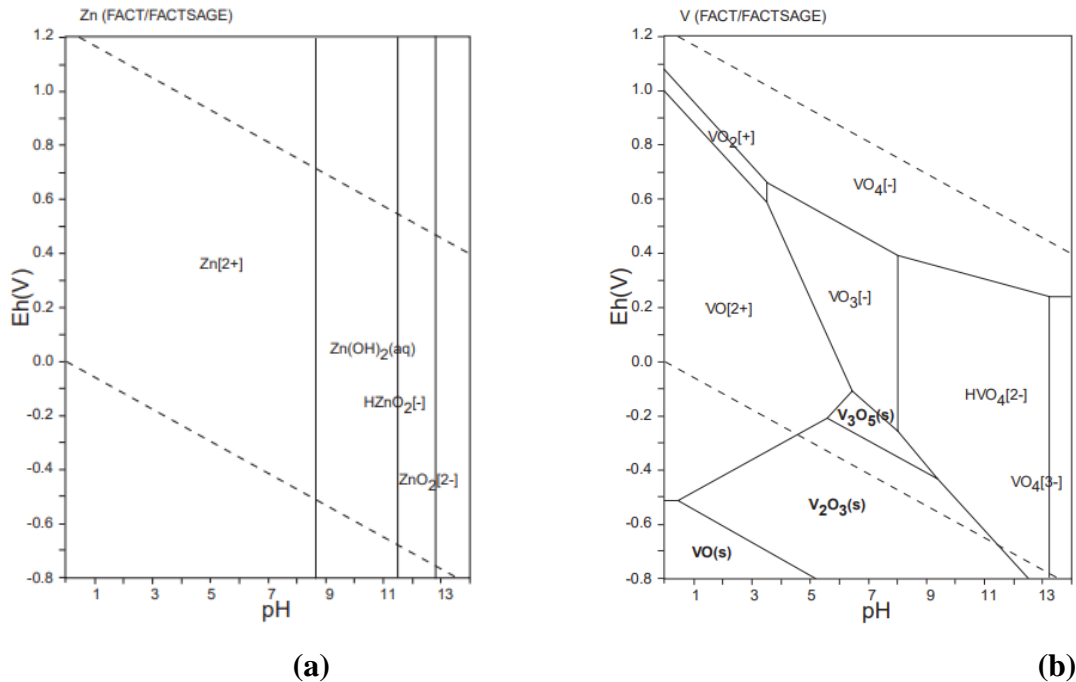 Zn (FACT/FACTSAGE)
1.2
1.0
0.8
0.6
0.4
0.2
0.0
-0.2
-0.4
-0.6
-0.8
Eh(V)
Zn[2+]
Zn(OH)2(aq)
HZnO2[-]
ZnO2[2-]
1 3 5 7 9 11 13
pH
(a)
V (FACT/FACTSAGE)
1.2
1.0
0.8
0.6
0.4
0.2
0.0
-0.2
-0.4
-0.6
-0.8
Eh(V)
VO2[+]
VO4[-]
VO3[-]
VO[2+]
HVO4[2-]
V3O5(s)
VO4[3-]
V2O3(s)
VO(s)
1 3 5 7 9 11 13
pH
(b)